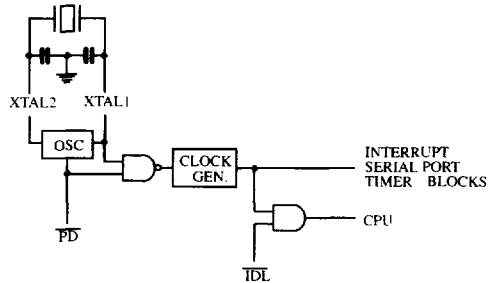 XTAL2
XTAL1
OSC
CLOCK
GEN.
INTERRUPT
SERIAL PORT
TIMER BLOCKS
CPU
PD
IDL